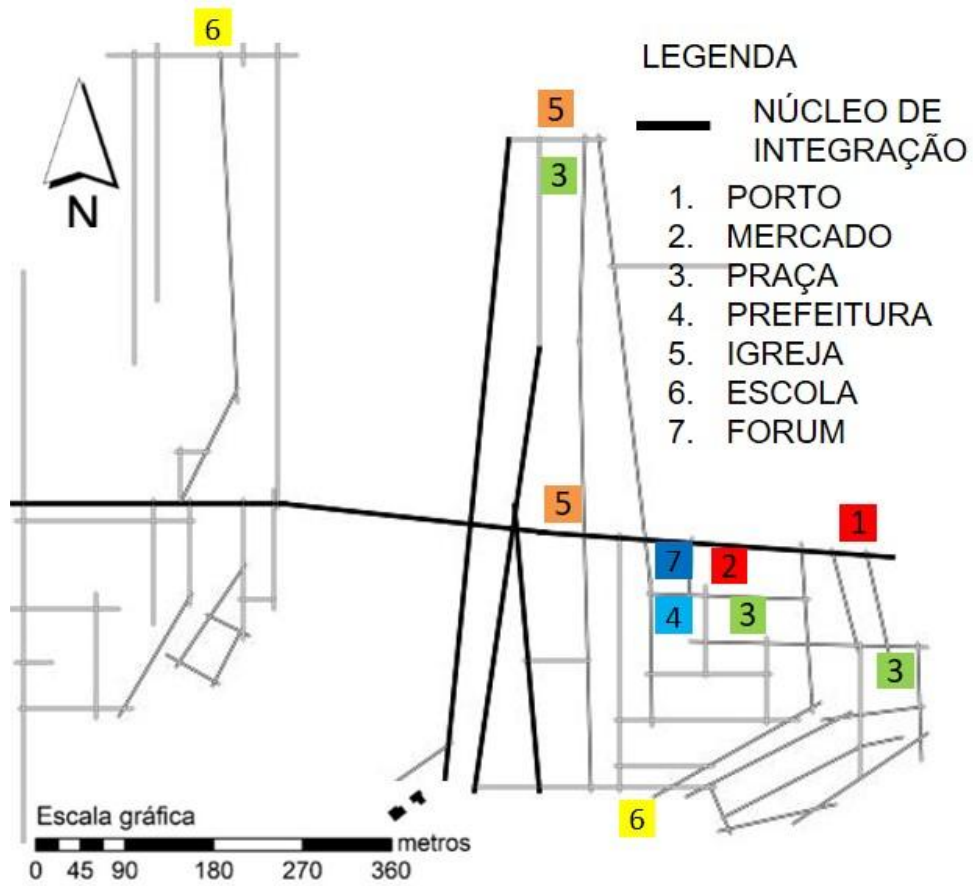 6
LEGENDA
5
NÚCLEO DE
INTEGRAÇÃO
3
N
1. PORTO
2. MERCADO
3. PRAÇA
4. PREFEITURA
5. IGREJA
6. ESCOLA
7. FORUM
5
1
7
2
4
3
3
6
Escala gráfica
metros
0 45 90 180 270 360